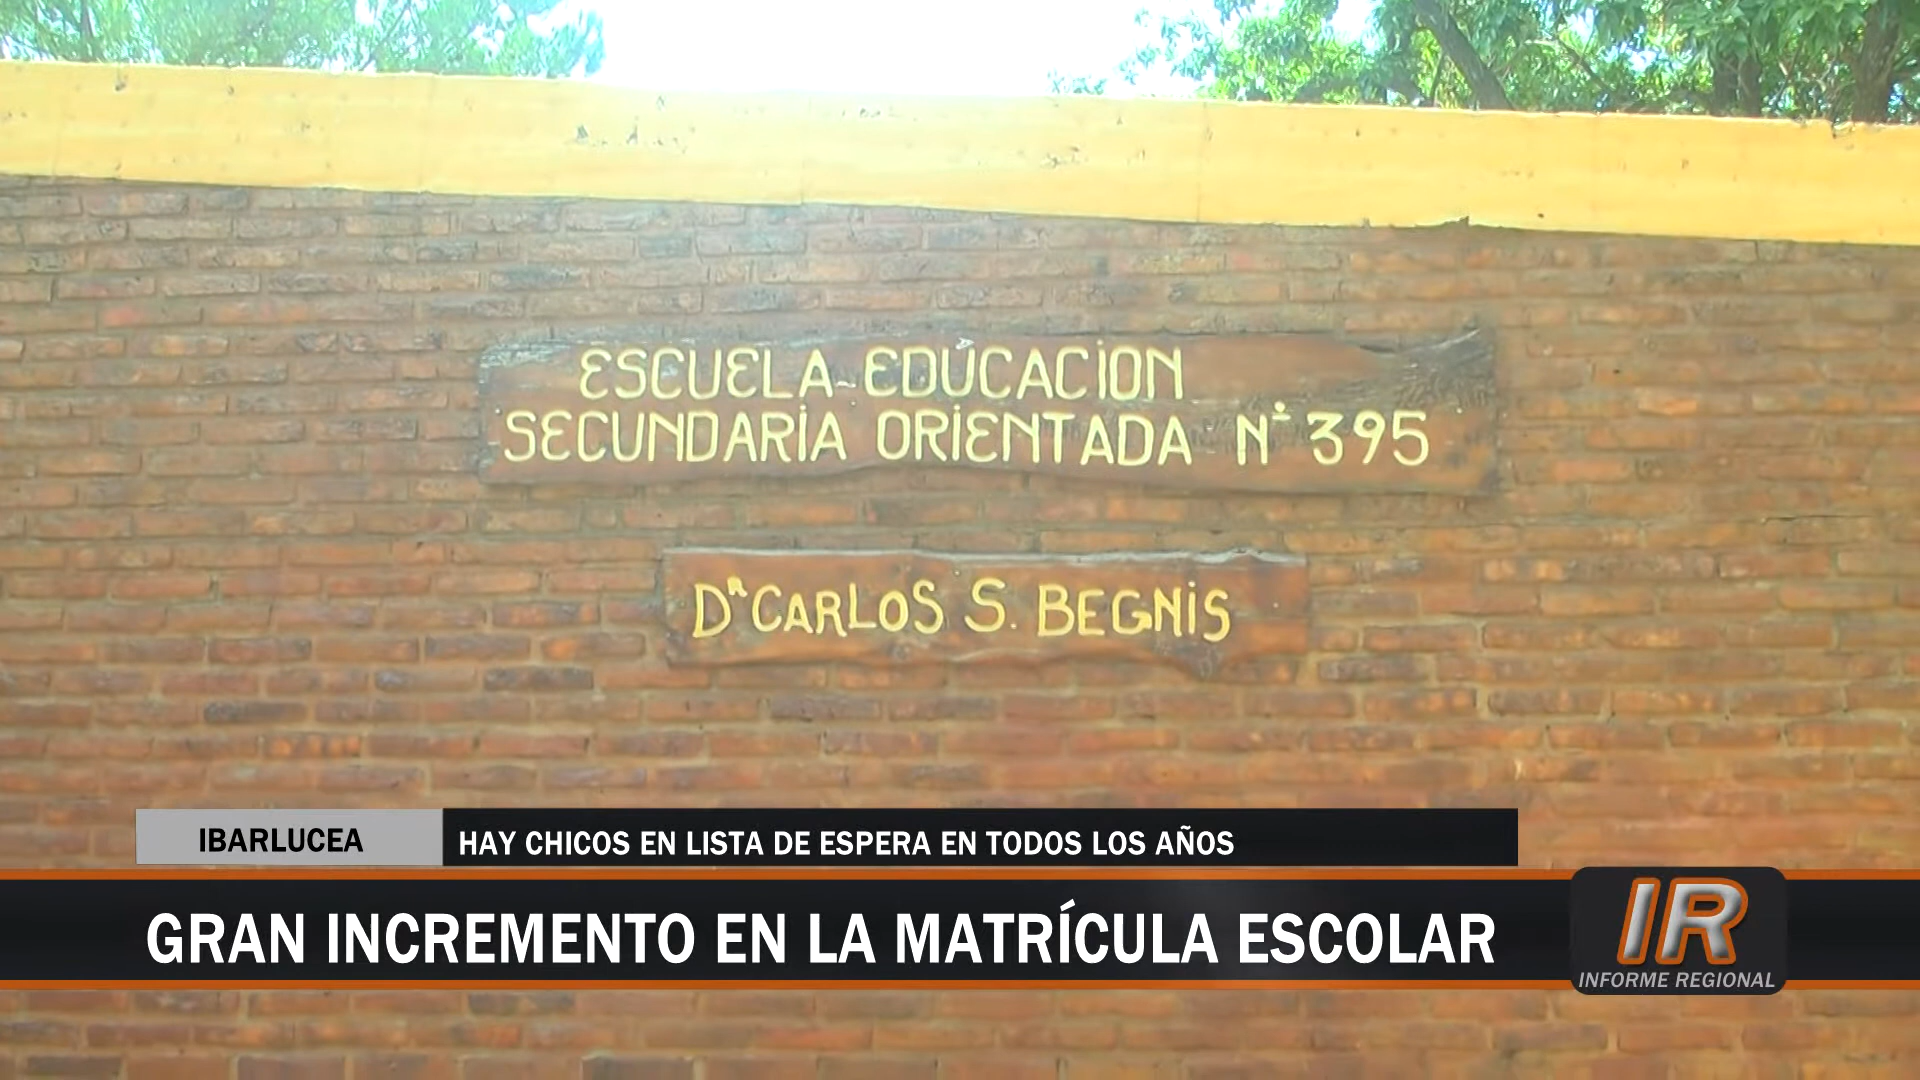 ESCUELA EDUCACION
SECUNDARIA ORIENTADA N° 395
Dr CARLOS S. BEGNIS
IBARLUCEA
HAY CHICOS EN LISTA DE ESPERA EN TODOS LOS AÑOS
GRAN INCREMENTO EN LA MATRÍCULA ESCOLAR
IR
INFORME REGIONAL